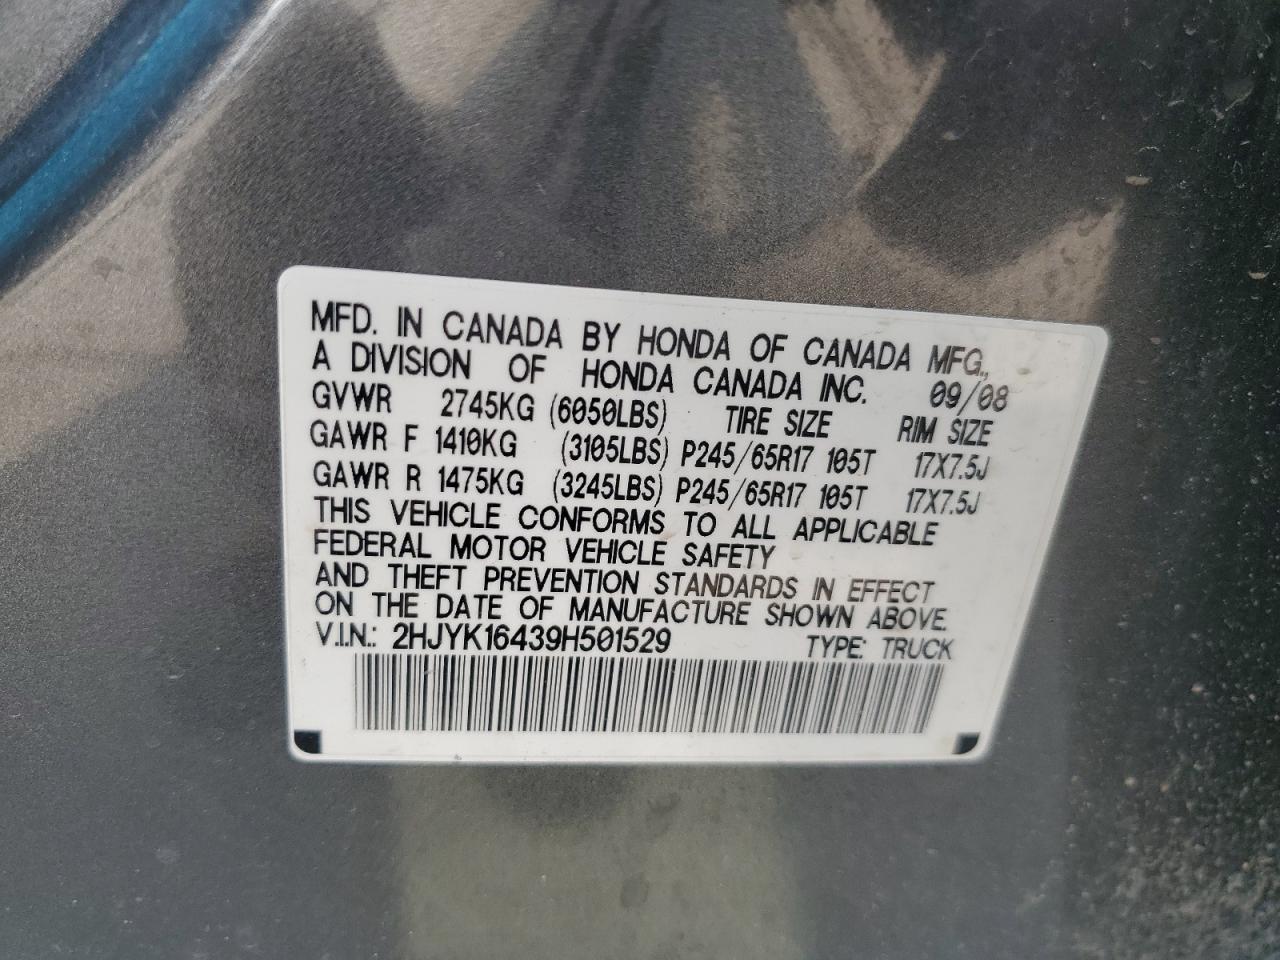 MFD. IN CANADA BY HONDA OF CANADA MFG.,
A DIVISION OF HONDA CANADA INC. 09/08
GVWR 2745KG (6050LBS) TIRE SIZE RIM SIZE
GAWR F 1410KG (3105LBS) P245/65R17 105T 17X7.5J
GAWR R 1475KG (3245LBS) P245/65R17 105T 17X7.5J
THIS VEHICLE CONFORMS TO ALL APPLICABLE
FEDERAL MOTOR VEHICLE SAFETY
AND THEFT PREVENTION STANDARDS IN EFFECT
ON THE DATE OF MANUFACTURE SHOWN ABOVE.
V.I.N.: 2HJYK16439H501529 TYPE: TRUCK